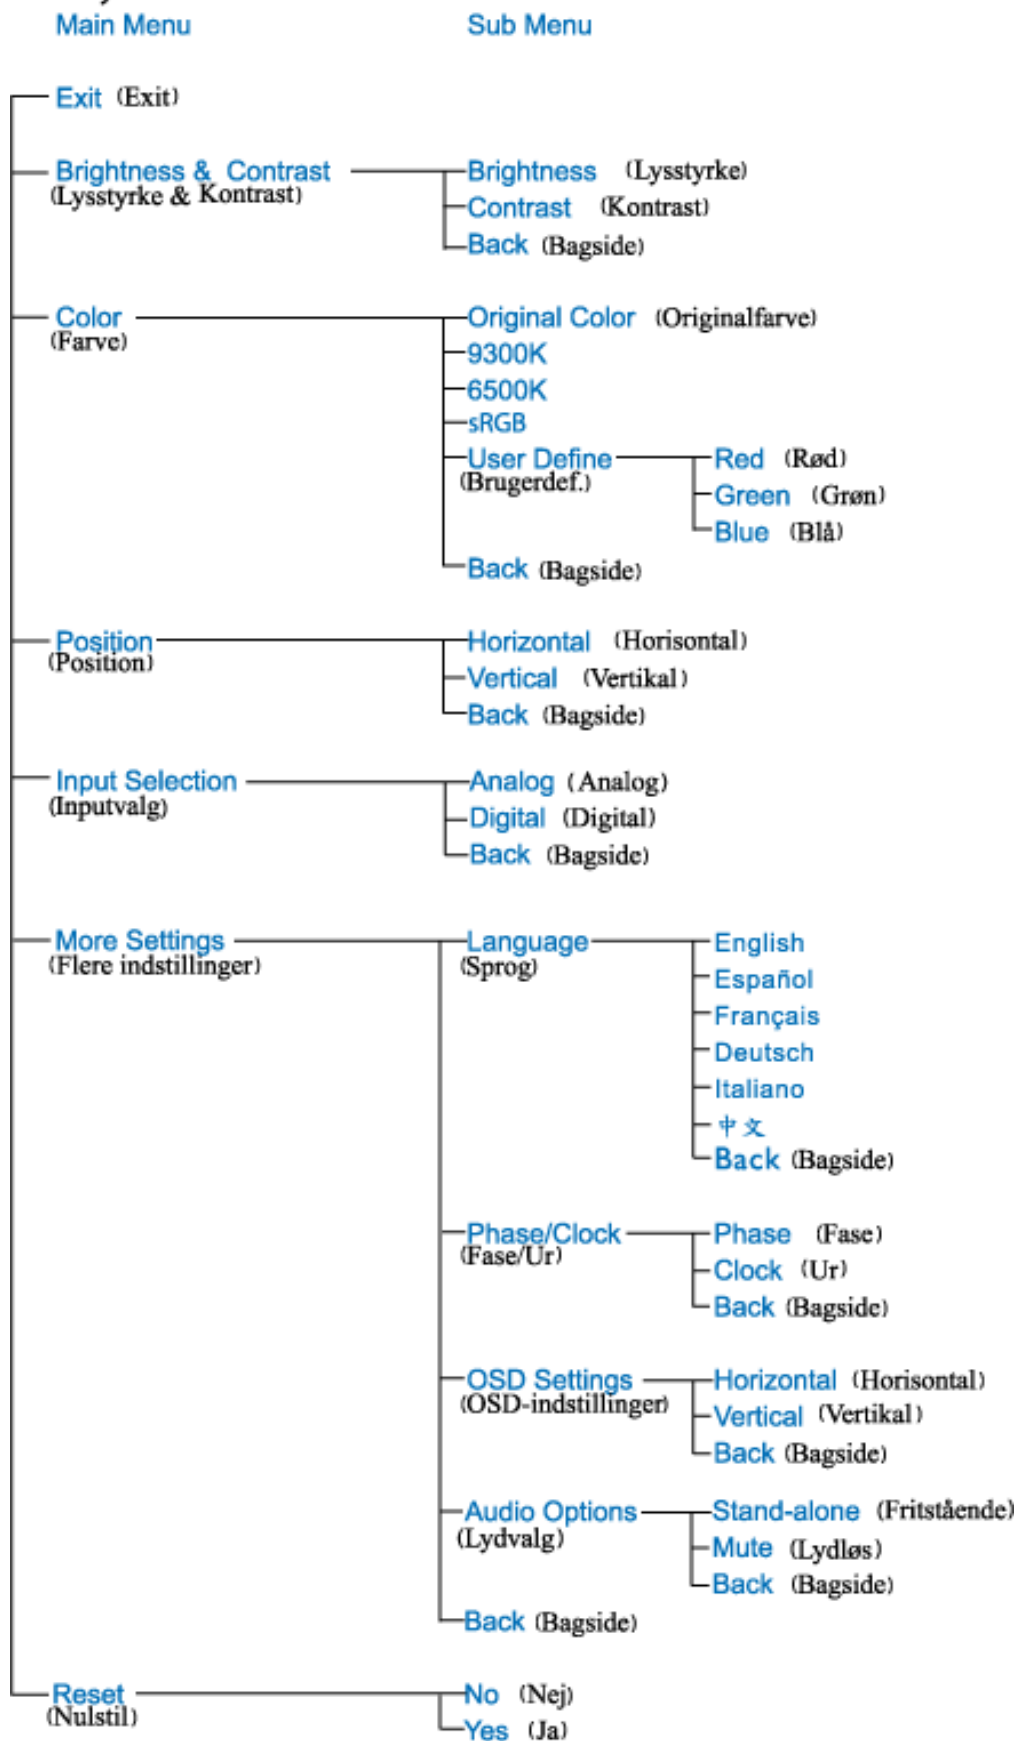 Main Menu Sub Menu
Exit (Exit)
Brightness & Contrast Brightness (Lysstyrke)
(Lysstyrke & Kontrast) Contrast (Kontrast)
Back (Bagside)
Color Original Color (Originalfarve)
(Farve) 9300K
6500K
sRGB
User Define Red (Rød)
(Brugerdef.) Green (Grøn)
Blue (Blå)
Back (Bagside)
Position Horizontal (Horisontal)
(Position) Vertical (Vertikal)
Back (Bagside)
Input Selection Analog (Analog)
(Inputvalg) Digital (Digital)
Back (Bagside)
More Settings Language English
(Flere indstillinger) (Sprog) Español
Français
Deutsch
Italiano
中文
Back (Bagside)
Phase/Clock Phase (Fase)
(Fase/Ur) Clock (Ur)
Back (Bagside)
OSD Settings Horizontal (Horisontal)
(OSD-indstillinger) Vertical (Vertikal)
Back (Bagside)
Audio Options Stand-alone (Fritstående)
(Lydvalg) Mute (Lydløs)
Back (Bagside)
Back (Bagside)
Reset No (Nej)
(Nulstil) Yes (Ja)